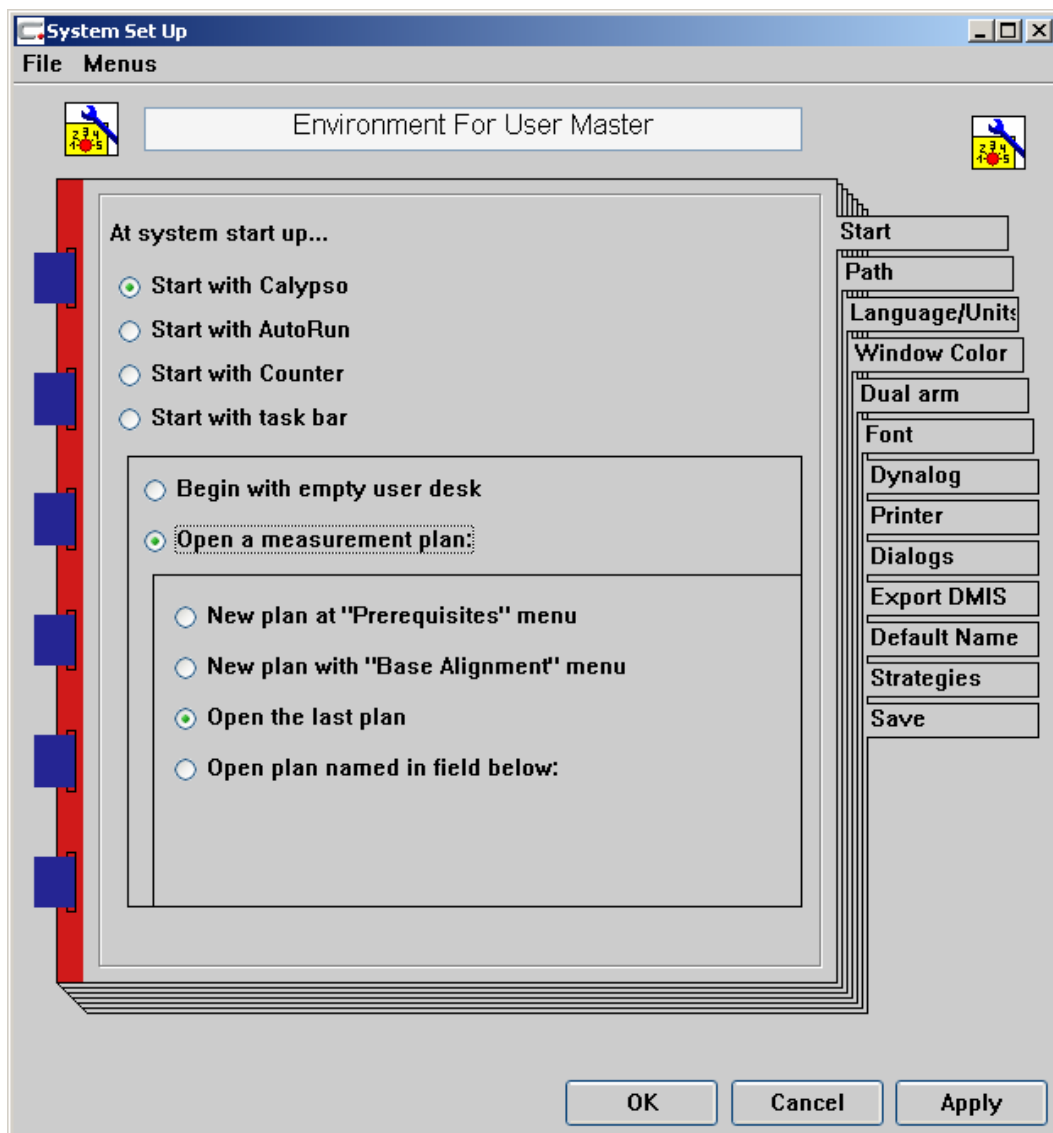 System Set Up
File Menus
Environment For User Master
At system start up...
Start with Calypso
Start with AutoRun
Start with Counter
Start with task bar
Begin with empty user desk
Open a measurement plan:
New plan at "Prerequisites" menu
New plan with "Base Alignment" menu
Open the last plan
Open plan named in field below:
Start
Path
Language/Units
Window Color
Dual arm
Font
Dynalog
Printer
Dialogs
Export DMIS
Default Name
Strategies
Save
OK Cancel Apply